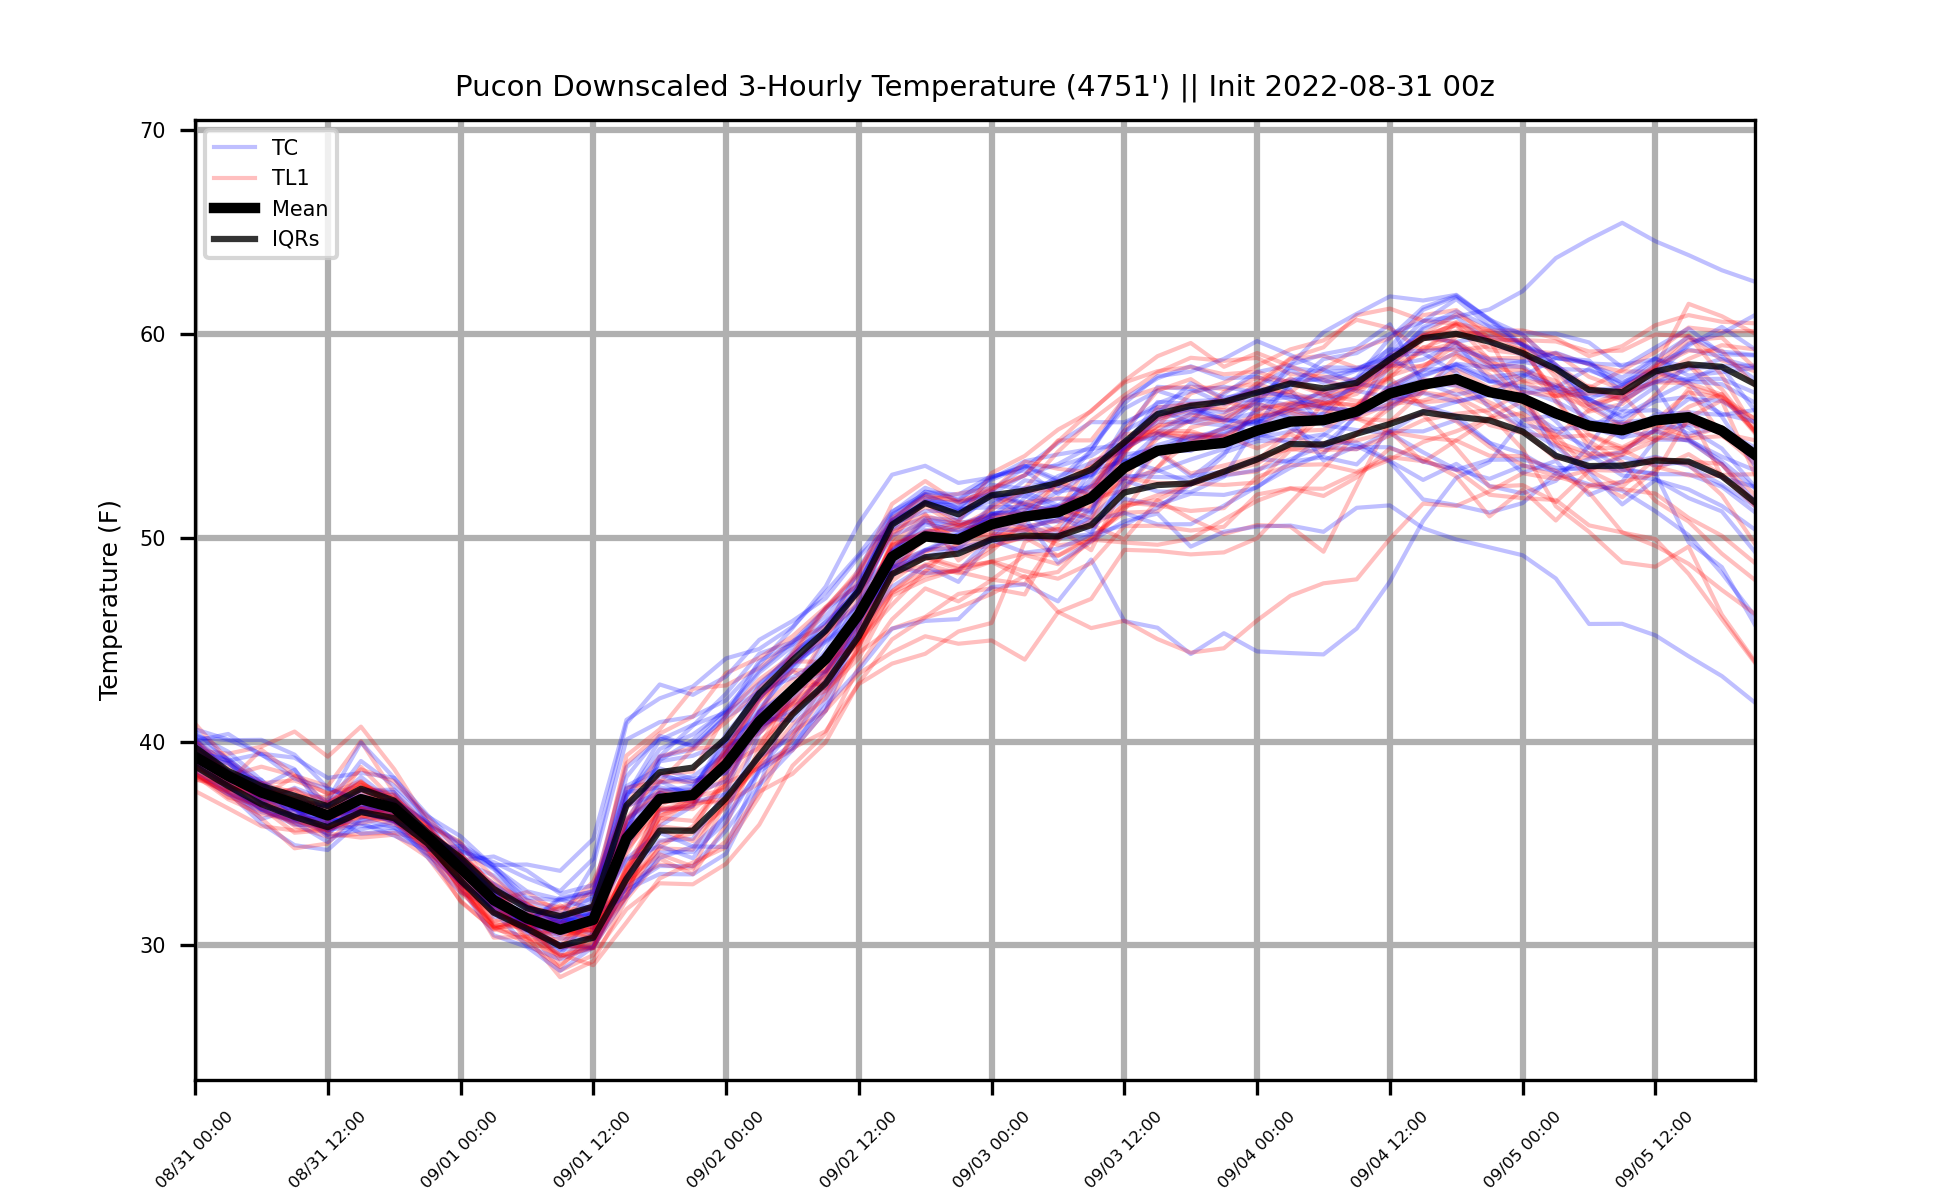 Pucon Downscaled 3-Hourly Temperature (4751') || Init 2022-08-31 00z
TC
TL1
Mean
IQRs
Temperature (F)
70
60
50
40
30
08/31 00:00
08/31 12:00
09/01 00:00
09/01 12:00
09/02 00:00
09/02 12:00
09/03 00:00
09/03 12:00
09/04 00:00
09/04 12:00
09/05 00:00
09/05 12:00